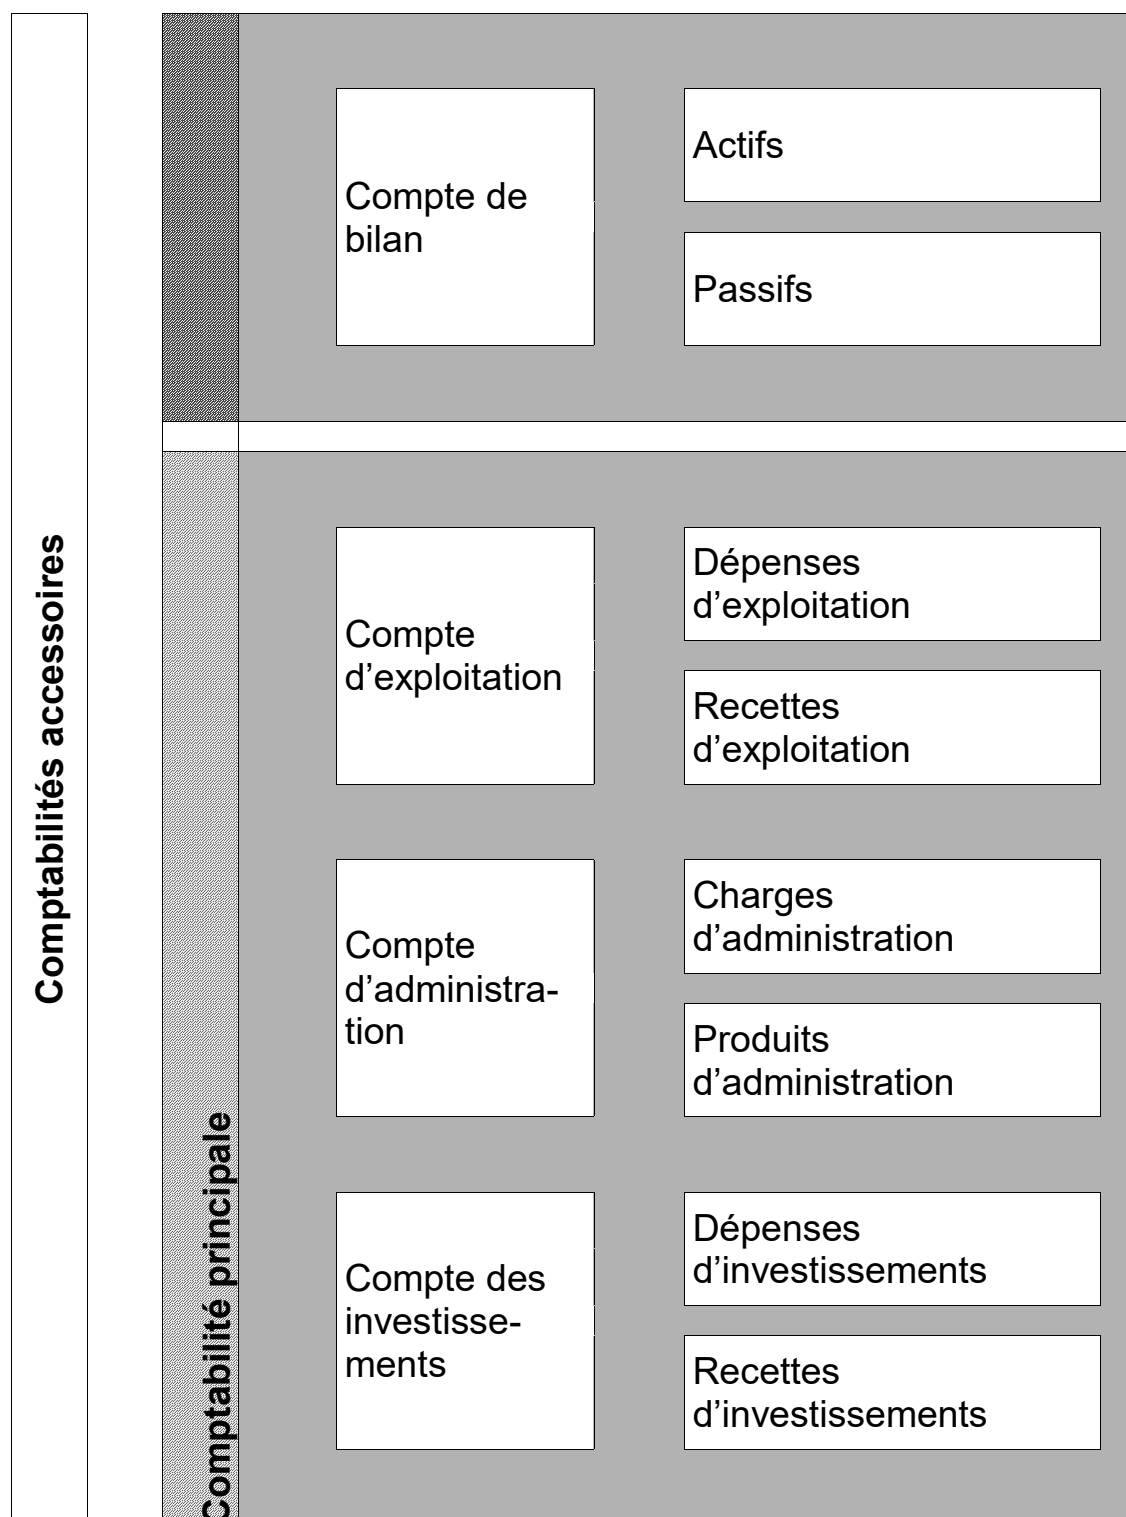 Comptabilités accessoires
Comptabilité principale
Compte de
bilan
Actifs
Passifs
Compte
d’exploitation
Dépenses
d’exploitation
Recettes
d’exploitation
Compte
d’administra-
tion
Charges
d’administration
Produits
d’administration
Compte des
investisse-
ments
Dépenses
d’investissements
Recettes
d’investissements